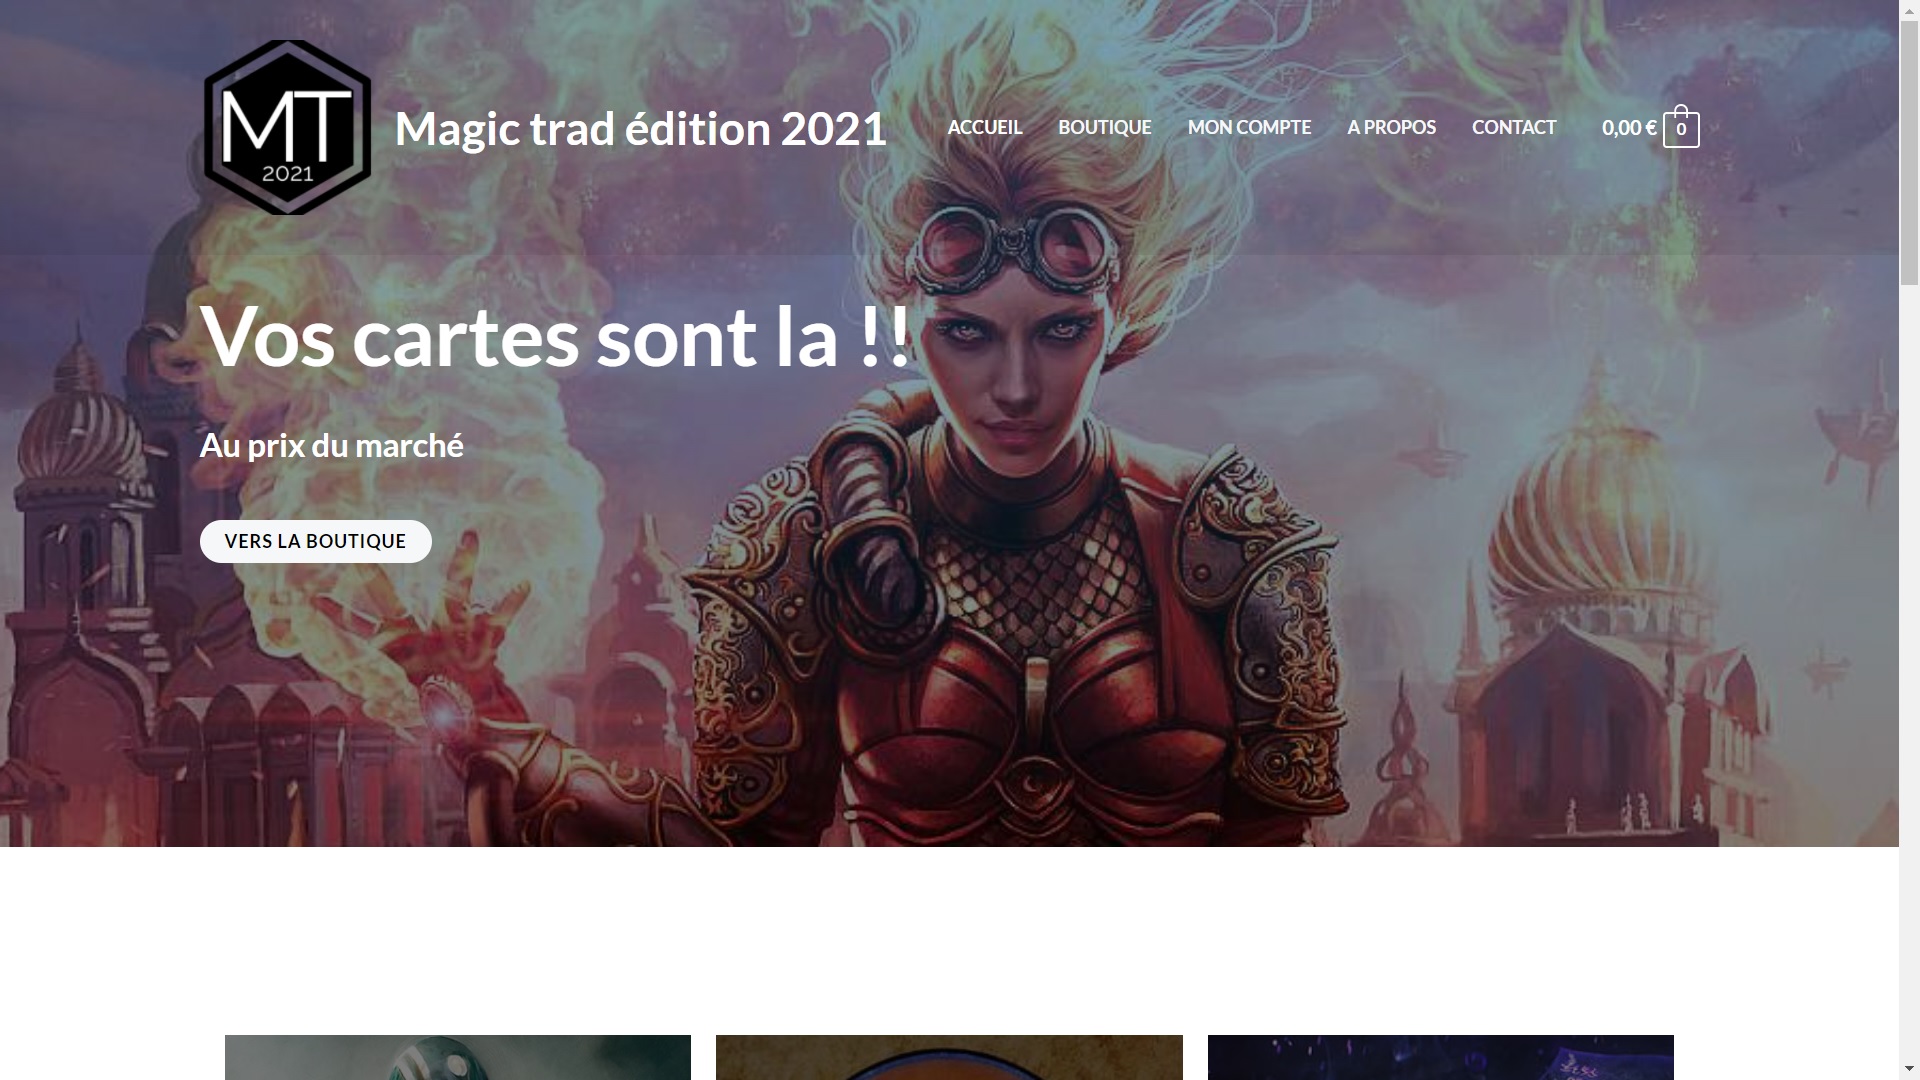 MT
2021
Magic trad édition 2021
ACCUEIL
BOUTIQUE
MON COMPTE
A PROPOS
CONTACT
0,00 €
0
Vos cartes sont la !!
Au prix du marché
VERS LA BOUTIQUE